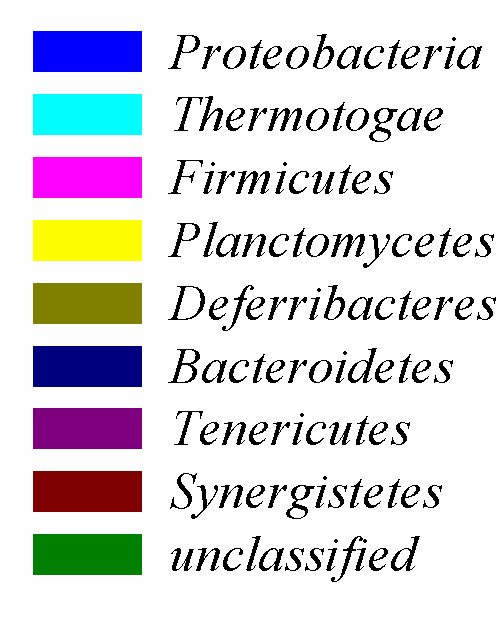 Proteobacteria
Thermotogae
Firmicutes
Planctomycetes
Deferribacteres
Bacteroidetes
Tenericutes
Synergistetes
unclassified